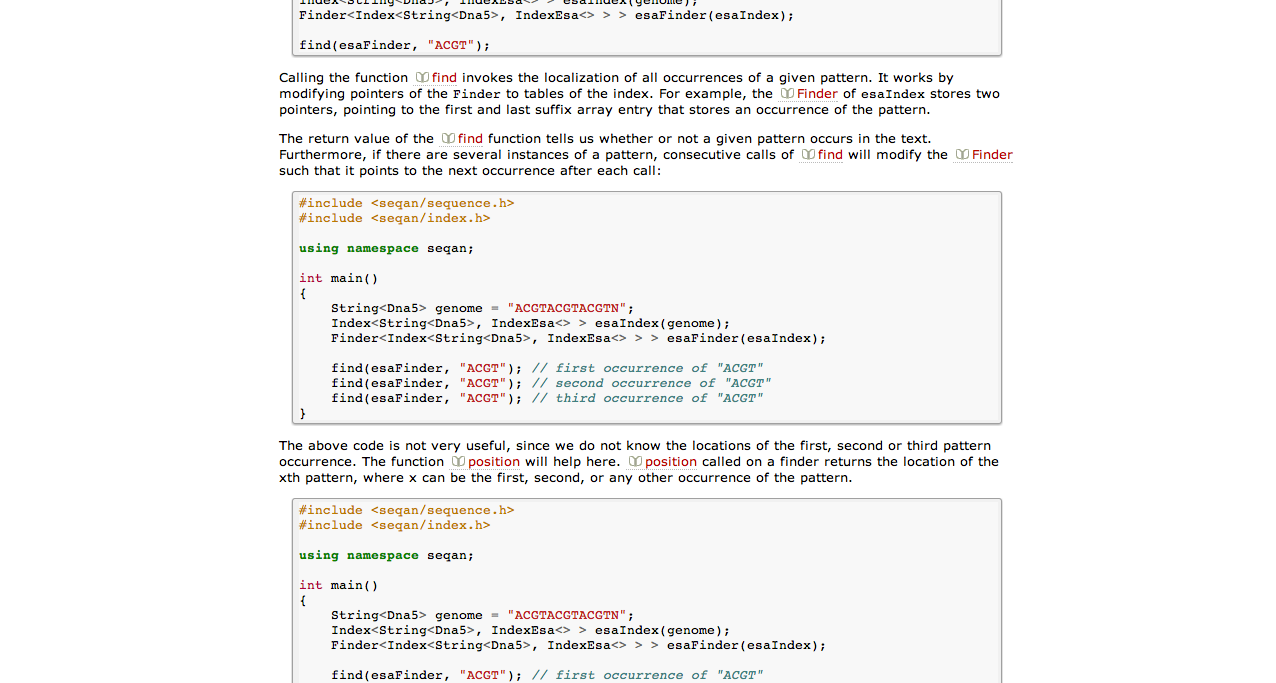 Index<String<Dna5>, IndexEsa<> > esaIndex(genome);
Finder<Index<String<Dna5>, IndexEsa<> > > esaFinder(esaIndex);
find(esaFinder, "ACGT");
Calling the function find invokes the localization of all occurrences of a given pattern. It works by
modifying pointers of the Finder to tables of the index. For example, the Finder of esaIndex stores two
pointers, pointing to the first and last suffix array entry that stores an occurrence of the pattern.
The return value of the find function tells us whether or not a given pattern occurs in the text.
Furthermore, if there are several instances of a pattern, consecutive calls of find will modify the Finder
such that it points to the next occurrence after each call:
#include <seqan/sequence.h>
#include <seqan/index.h>
using namespace seqan;
int main()
{
    String<Dna5> genome = "ACGTACGTACGTN";
    Index<String<Dna5>, IndexEsa<> > esaIndex(genome);
    Finder<Index<String<Dna5>, IndexEsa<> > > esaFinder(esaIndex);
    find(esaFinder, "ACGT"); // first occurrence of "ACGT"
    find(esaFinder, "ACGT"); // second occurrence of "ACGT"
    find(esaFinder, "ACGT"); // third occurrence of "ACGT"
}
The above code is not very useful, since we do not know the locations of the first, second or third pattern
occurrence. The function position will help here. position called on a finder returns the location of the
xth pattern, where x can be the first, second, or any other occurrence of the pattern.
#include <seqan/sequence.h>
#include <seqan/index.h>
using namespace seqan;
int main()
{
    String<Dna5> genome = "ACGTACGTACGTN";
    Index<String<Dna5>, IndexEsa<> > esaIndex(genome);
    Finder<Index<String<Dna5>, IndexEsa<> > > esaFinder(esaIndex);
    find(esaFinder, "ACGT"); // first occurrence of "ACGT"